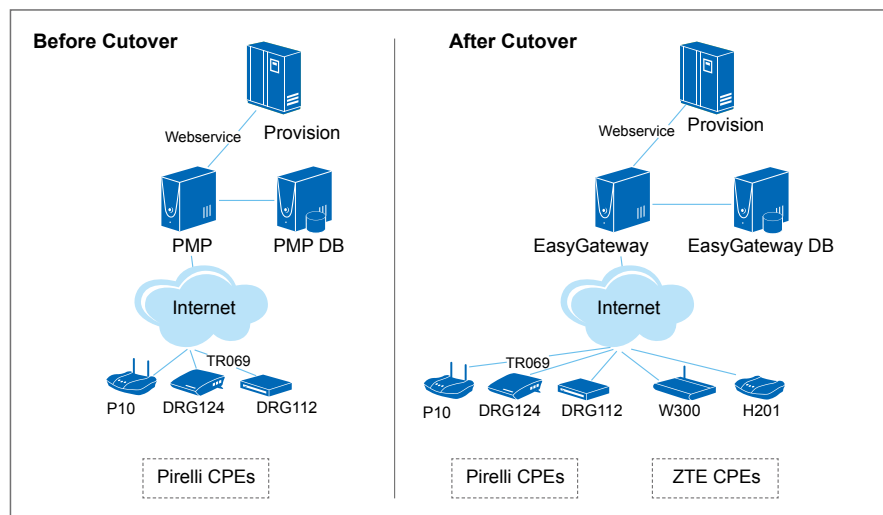 Before Cutover
Provision
Webservice
PMP
PMP DB
Internet
TR069
P10
DRG124
DRG112
Pirelli CPEs
After Cutover
Provision
Webservice
EasyGateway
EasyGateway DB
Internet
TR069
P10
DRG124
DRG112
W300
H201
Pirelli CPEs
ZTE CPEs